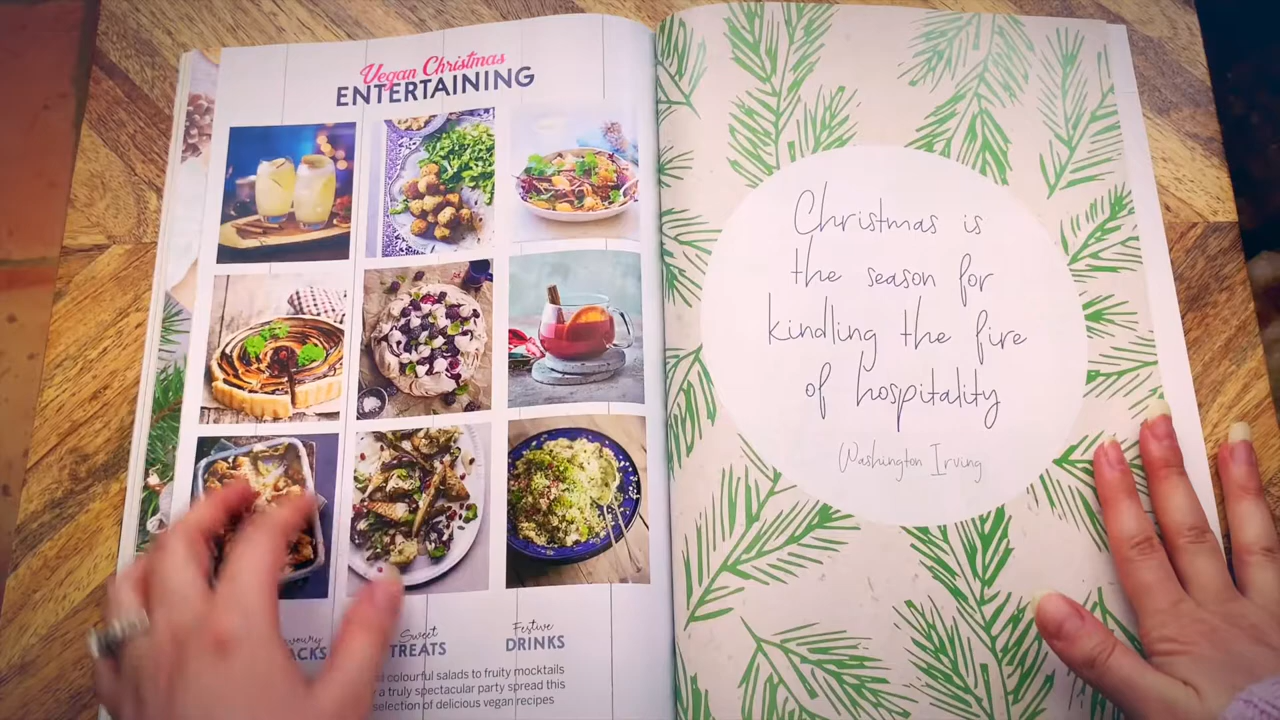 Vegan Christmas
ENTERTAINING
Sweet
TREATS
Festive
DRINKS
colourful salads to fruity mocktails
a truly spectacular party spread this
selection of delicious vegan recipes
Christmas is
the season for
kindling the fire
of hospitality
Washington Irving